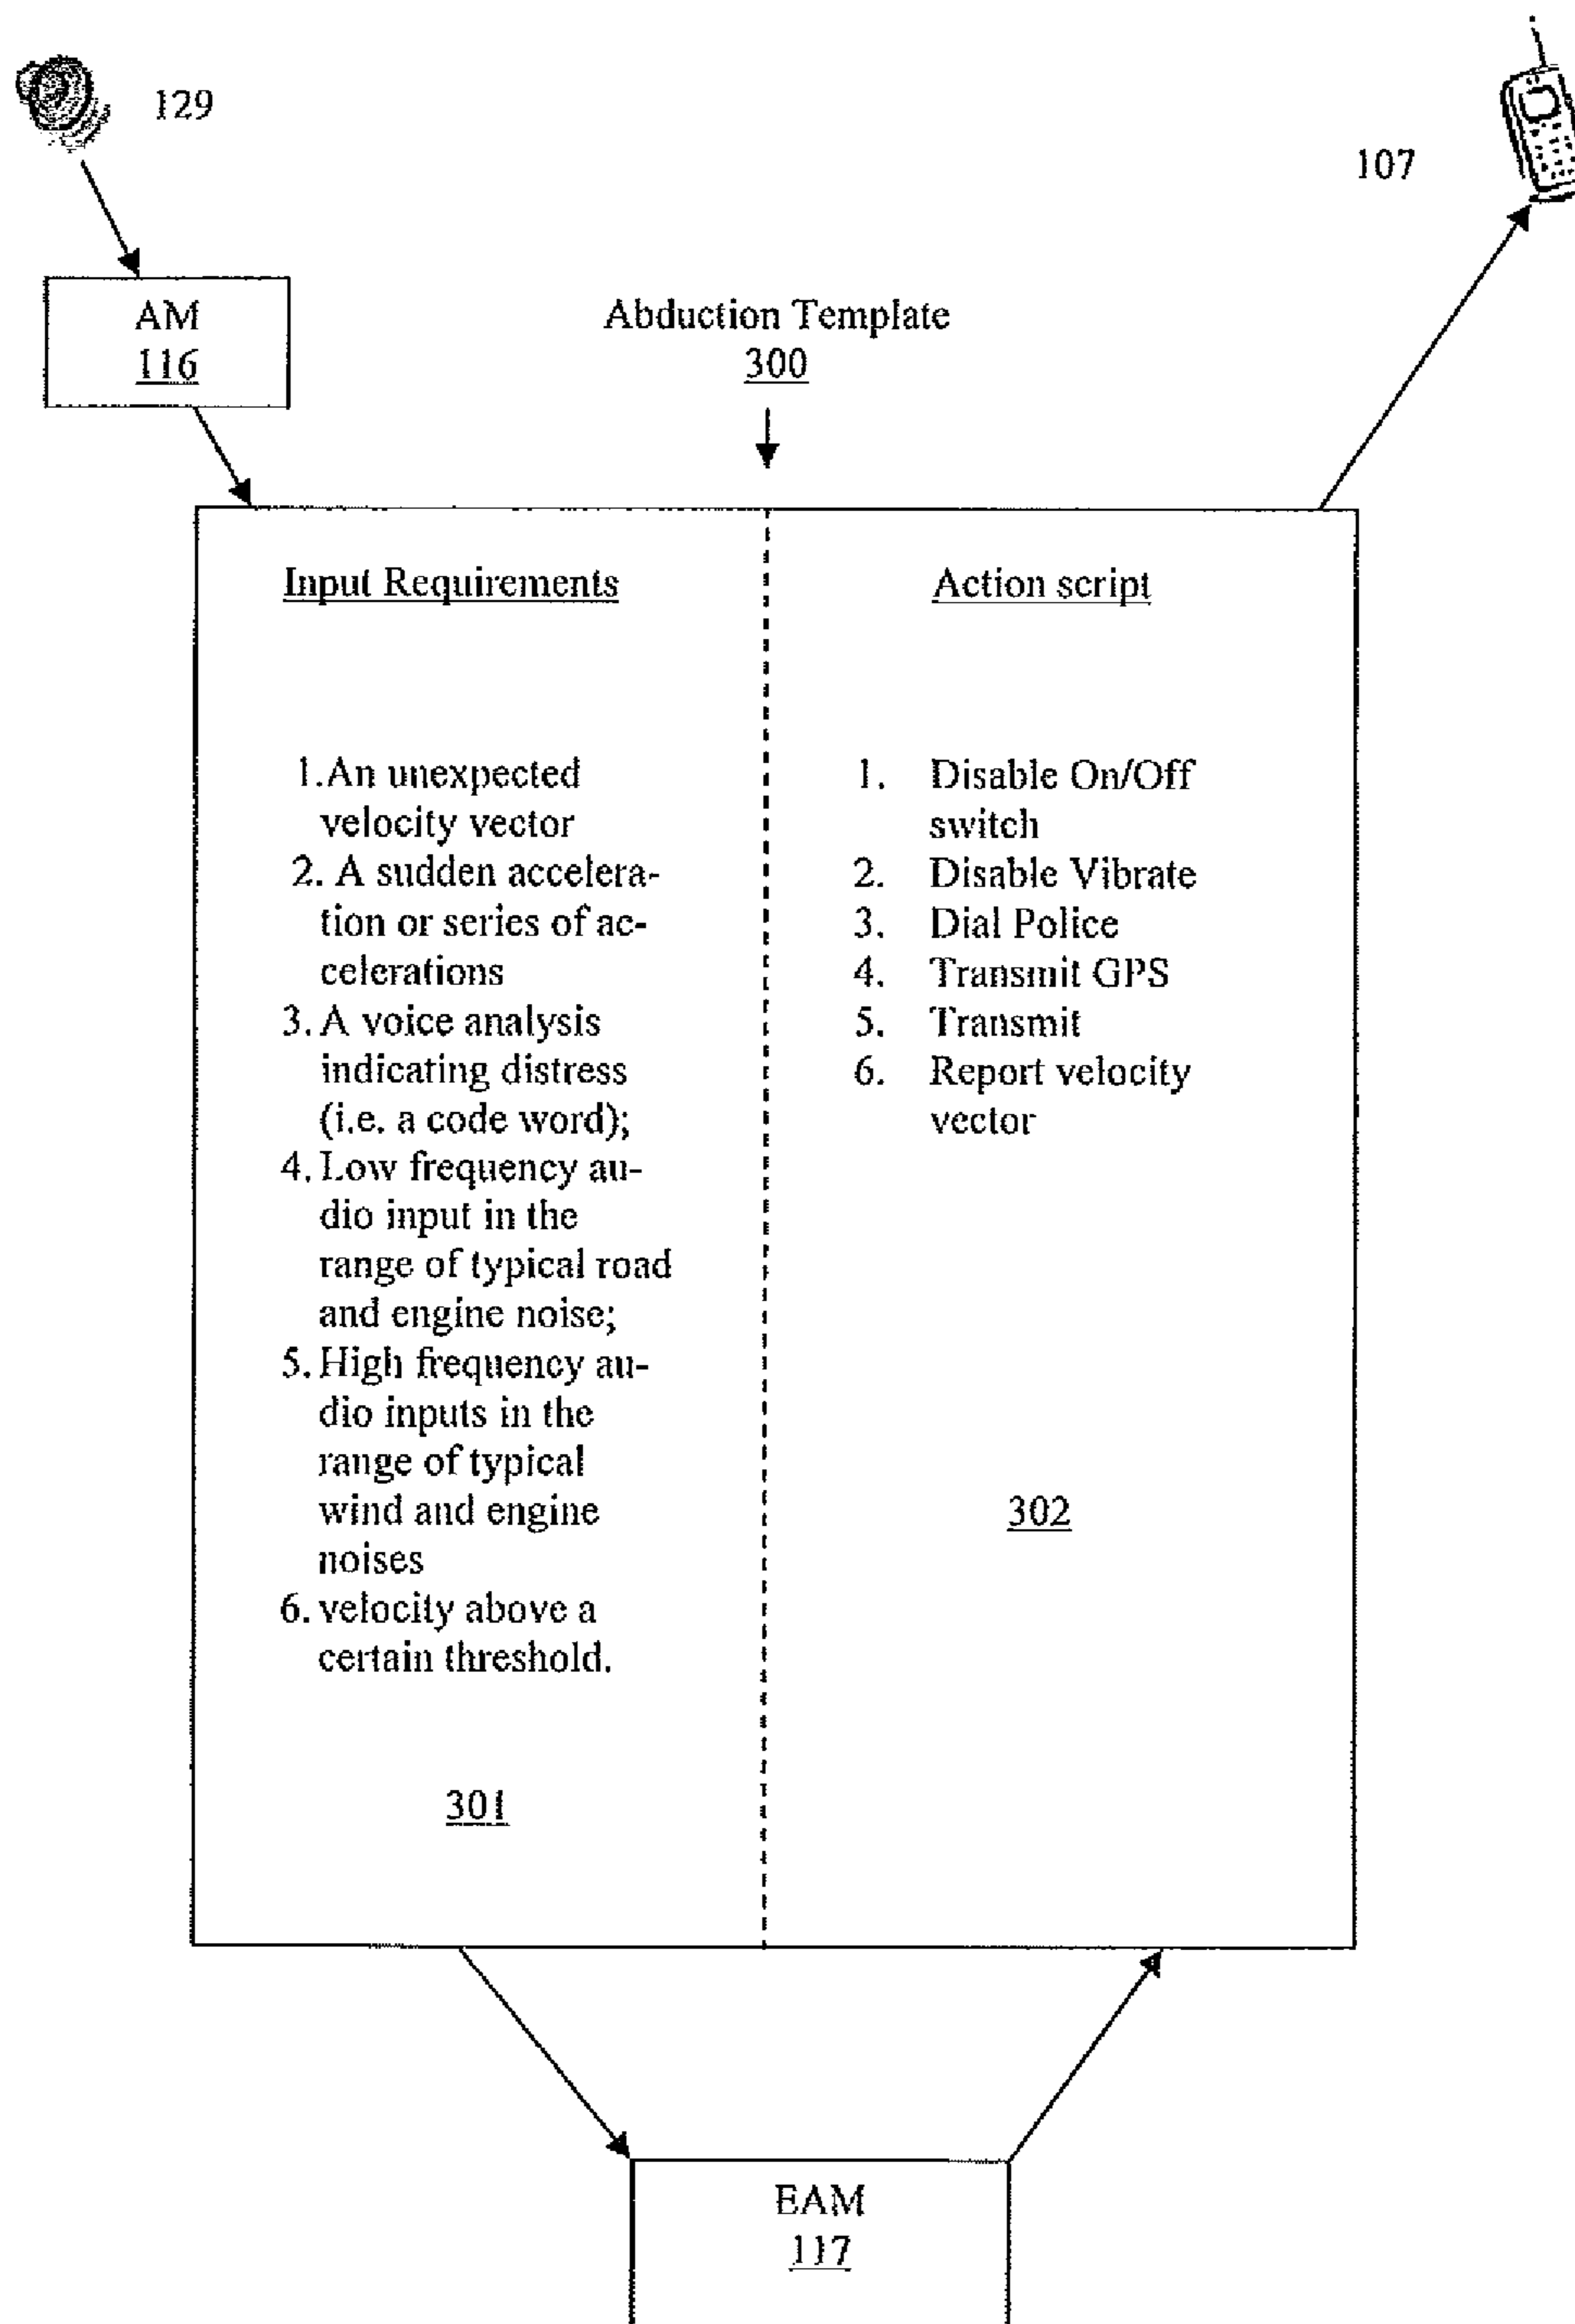 129
107
AM
116
Abduction Template
300
Input Requirements
1.An unexpected
velocity vector
2. A sudden accelera-
tion or series of ac-
celerations
3. A voice analysis
indicating distress
(i.e. a code word);
4. Low frequency au-
dio input in the
range of typical road
and engine noise;
5. High frequency au-
dio inputs in the
range of typical
wind and engine
noises
6. velocity above a
certain threshold.
301
Action script
1. Disable On/Off
switch
2. Disable Vibrate
3. Dial Police
4. Transmit GPS
5. Transmit
6. Report velocity
vector
302
EAM
117